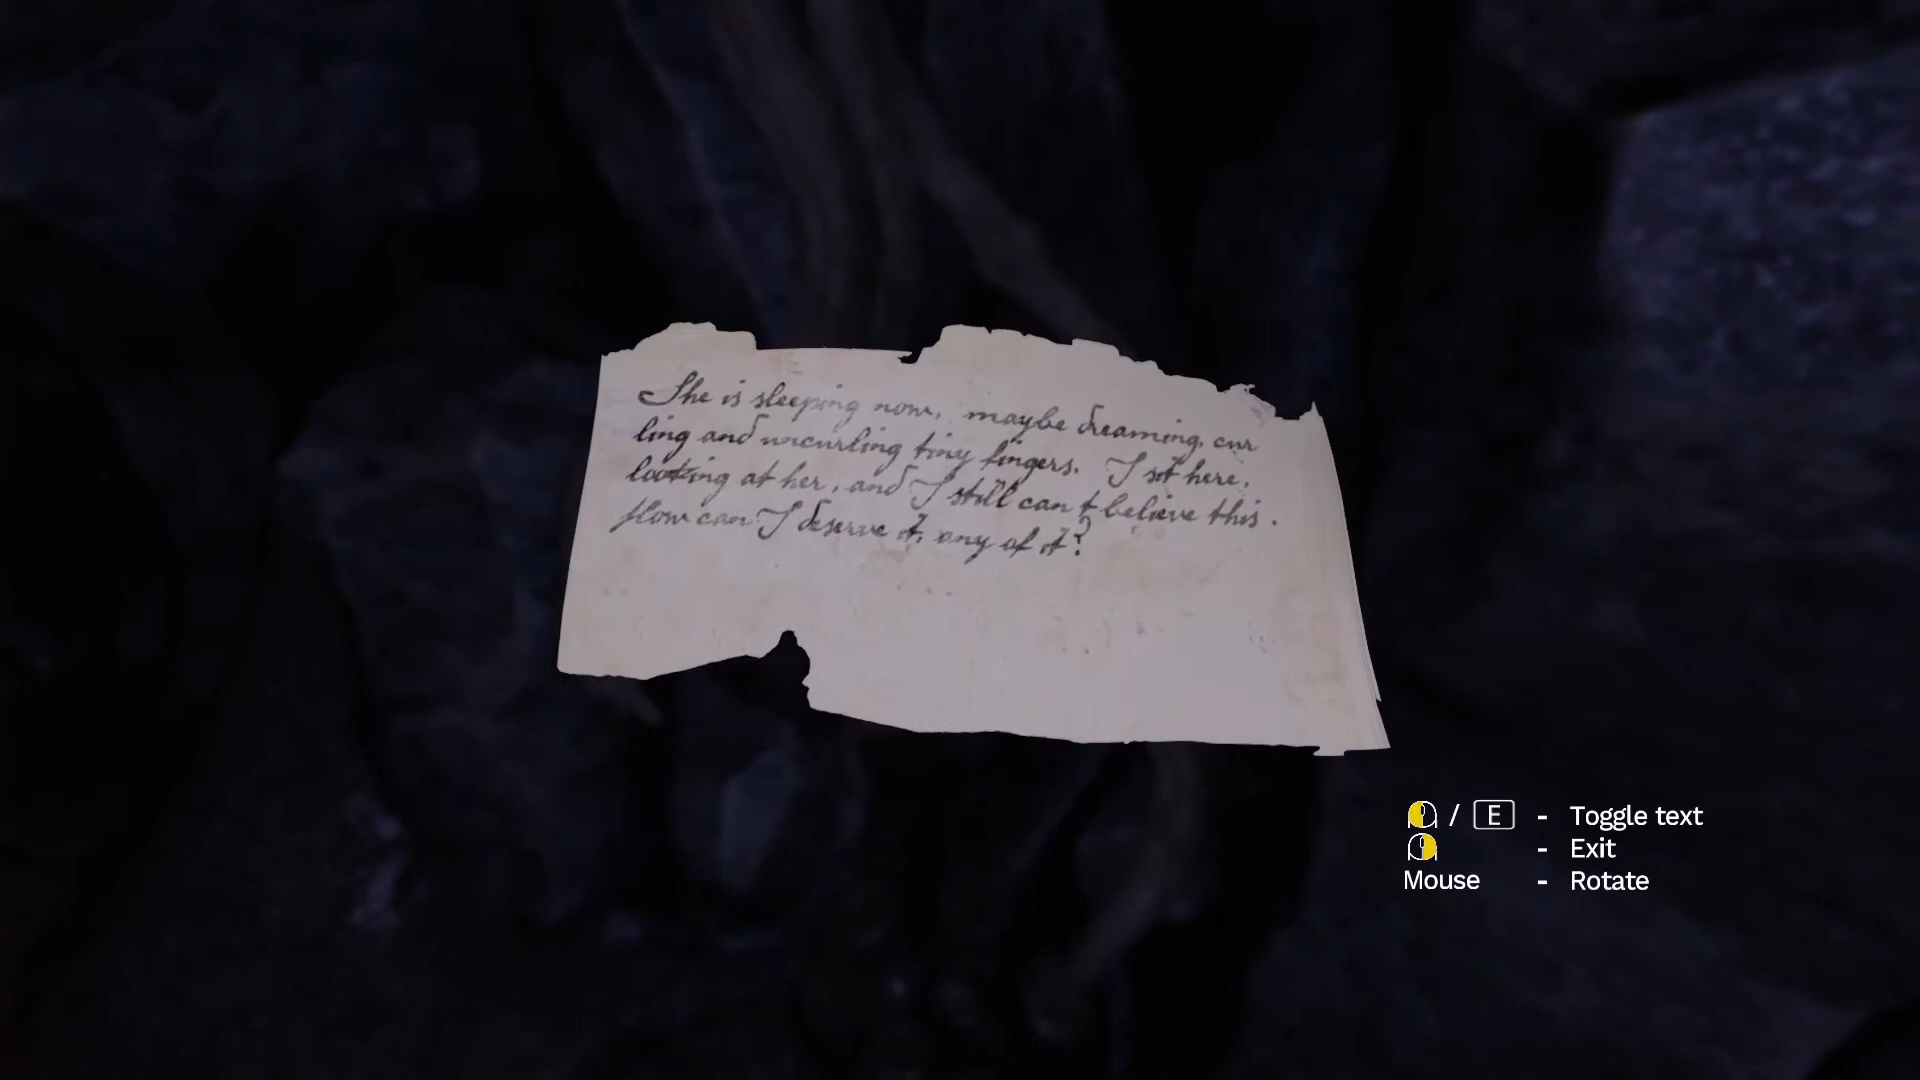 She is sleeping now, maybe dreaming, cur
ling and uncurling tiny fingers. I sit here,
looking at her, and I still can't believe this.
How can I deserve it, any of it?
/ E - Toggle text
- Exit
Mouse - Rotate